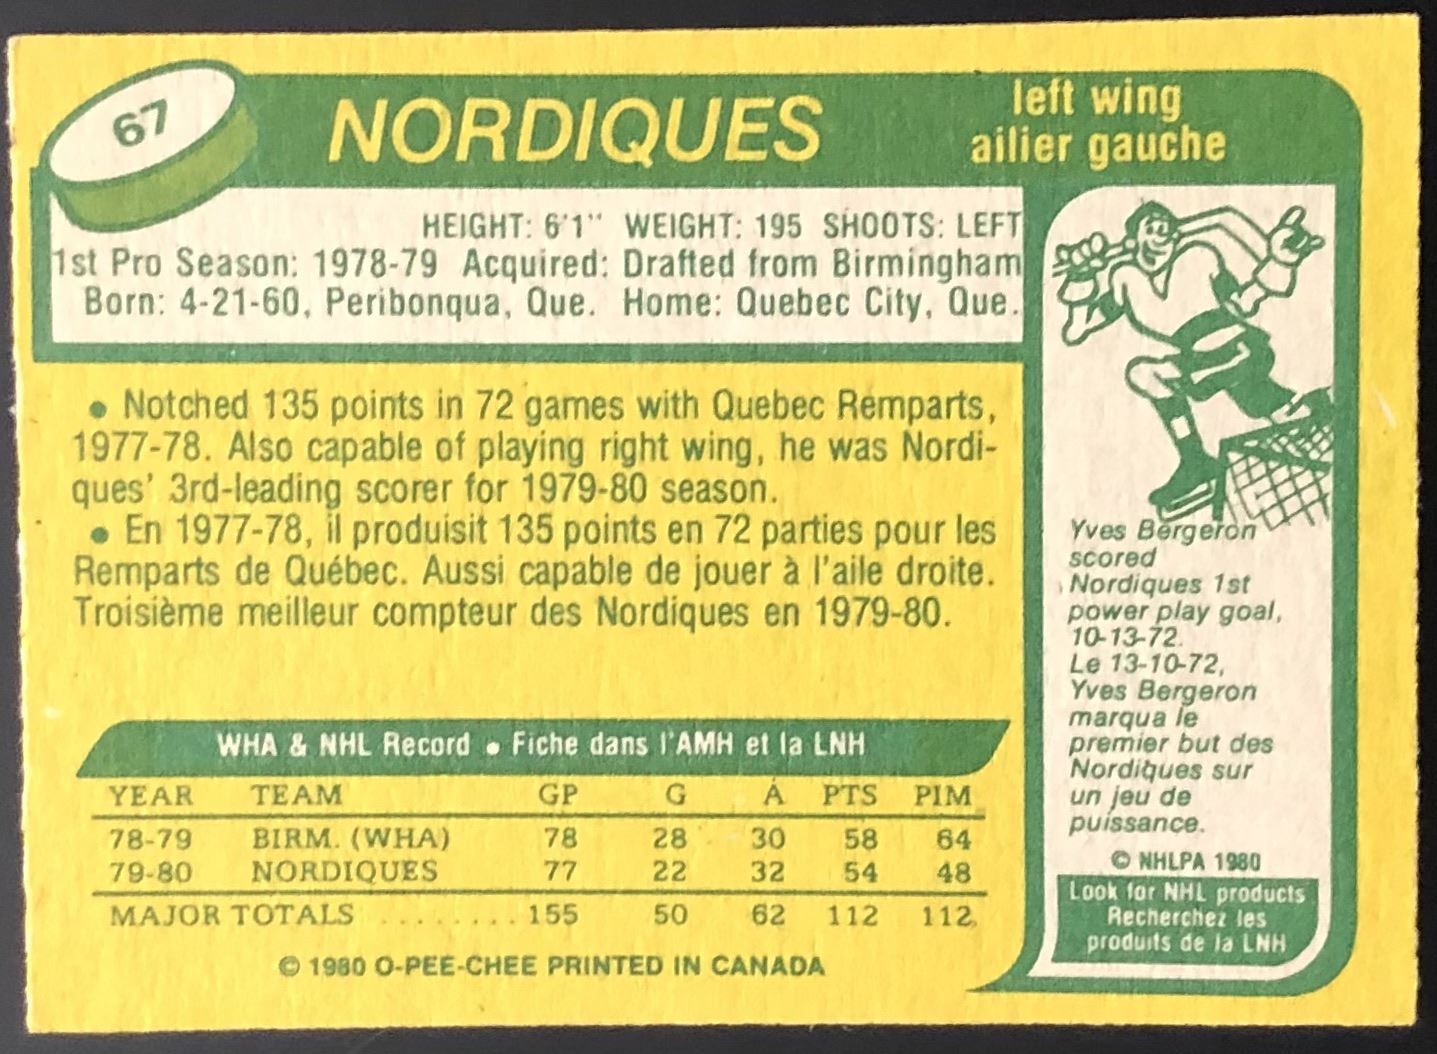 67
NORDIQUES
left wing
ailier gauche
HEIGHT: 6'1" WEIGHT: 195 SHOOTS: LEFT
1st Pro Season: 1978-79 Acquired: Drafted from Birmingham
Born: 4-21-60, Peribonqua, Que. Home: Quebec City, Que.
• Notched 135 points in 72 games with Quebec Remparts,
1977-78. Also capable of playing right wing, he was Nordi-
ques' 3rd-leading scorer for 1979-80 season.
• En 1977-78, il produisit 135 points en 72 parties pour les
Remparts de Québec. Aussi capable de jouer à l'aile droite.
Troisième meilleur compteur des Nordiques en 1979-80.
WHA & NHL Record • Fiche dans l'AMH et la LNH
YEAR TEAM GP G A PTS PIM
78-79 BIRM. (WHA) 78 28 30 58 64
79-80 NORDIQUES 77 22 32 54 48
MAJOR TOTALS ........ 155 50 62 112 112
© 1980 O-PEE-CHEE PRINTED IN CANADA
Yves Bergeron
scored
Nordiques 1st
power play goal,
10-13-72.
Le 13-10-72,
Yves Bergeron
marqua le
premier but des
Nordiques sur
un jeu de
puissance.
© NHLPA 1980
Look for NHL products
Recherchez les
produits de la LNH